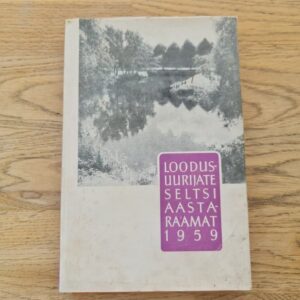 LOODUS-
UURIJATE
SELTSI
AASTA-
RAAMAT
1959